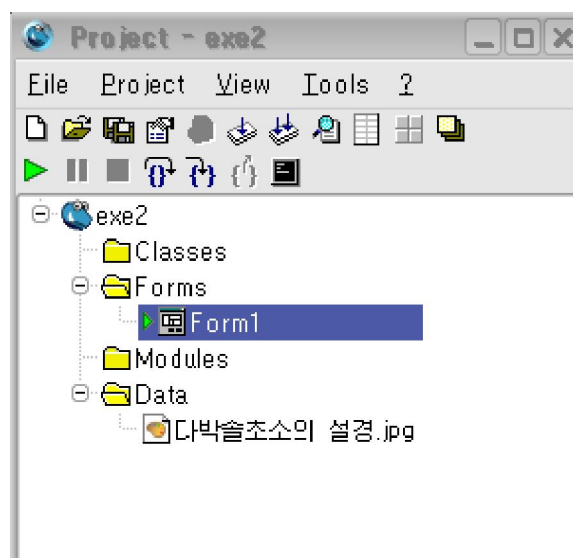 Project - exe2
File Project View Tools ?
exe2
Classes
Forms
Form1
Modules
Data
다박솔초소의 설경.jpg